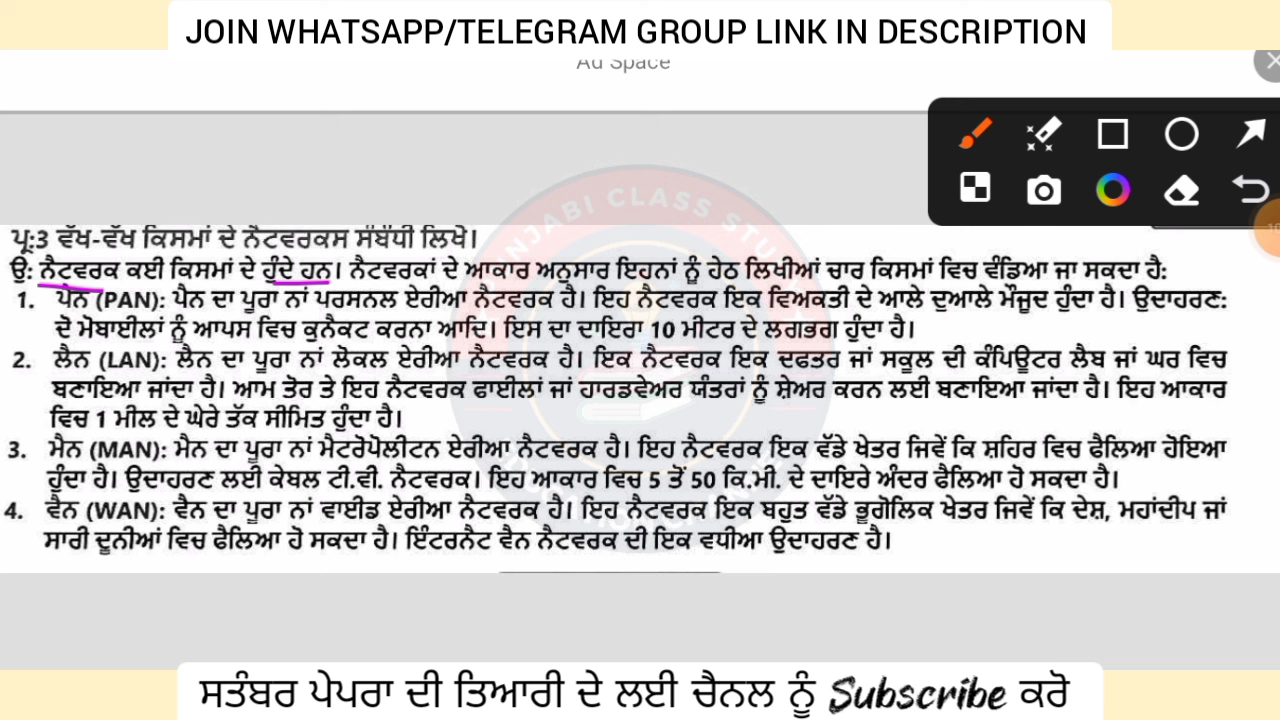 JOIN WHATSAPP/TELEGRAM GROUP LINK IN DESCRIPTION
Ad Space
ਪ੍ਰ:3 ਵੱਖ-ਵੱਖ ਕਿਸਮਾਂ ਦੇ ਨੈੱਟਵਰਕਸ ਸੰਬੰਧੀ ਲਿਖੋ।
ਉ: ਨੈਟਵਰਕ ਕਈ ਕਿਸਮਾਂ ਦੇ ਹੁੰਦੇ ਹਨ। ਨੈਟਵਰਕਾਂ ਦੇ ਆਕਾਰ ਅਨੁਸਾਰ ਇਹਨਾਂ ਨੂੰ ਹੇਠ ਲਿਖੀਆਂ ਚਾਰ ਕਿਸਮਾਂ ਵਿਚ ਵੰਡਿਆ ਜਾ ਸਕਦਾ ਹੈ:
1. ਪੇਨ (PAN): ਪੈਨ ਦਾ ਪੂਰਾ ਨਾਂ ਪਰਸਨਲ ਏਰੀਆ ਨੈਟਵਰਕ ਹੈ। ਇਹ ਨੈਟਵਰਕ ਇਕ ਵਿਅਕਤੀ ਦੇ ਆਲੇ ਦੁਆਲੇ ਮੌਜੂਦ ਹੁੰਦਾ ਹੈ। ਉਦਾਹਰਣ:
ਦੋ ਮੋਬਾਈਲਾਂ ਨੂੰ ਆਪਸ ਵਿਚ ਕੁਨੈਕਟ ਕਰਨਾ ਆਦਿ। ਇਸ ਦਾ ਦਾਇਰਾ 10 ਮੀਟਰ ਦੇ ਲਗਭਗ ਹੁੰਦਾ ਹੈ।
2. ਲੈਨ (LAN): ਲੈਨ ਦਾ ਪੂਰਾ ਨਾਂ ਲੋਕਲ ਏਰੀਆ ਨੈਟਵਰਕ ਹੈ। ਇਕ ਨੈਟਵਰਕ ਇਕ ਦਫਤਰ ਜਾਂ ਸਕੂਲ ਦੀ ਕੰਪਿਊਟਰ ਲੈਬ ਜਾਂ ਘਰ ਵਿਚ
ਬਣਾਇਆ ਜਾਂਦਾ ਹੈ। ਆਮ ਤੋਰ ਤੇ ਇਹ ਨੈਟਵਰਕ ਫਾਈਲਾਂ ਜਾਂ ਹਾਰਡਵੇਅਰ ਯੰਤਰਾਂ ਨੂੰ ਸ਼ੇਅਰ ਕਰਨ ਲਈ ਬਣਾਇਆ ਜਾਂਦਾ ਹੈ। ਇਹ ਆਕਾਰ
ਵਿਚ 1 ਮੀਲ ਦੇ ਘੇਰੇ ਤੱਕ ਸੀਮਿਤ ਹੁੰਦਾ ਹੈ।
3. ਮੈਨ (MAN): ਮੈਨ ਦਾ ਪੂਰਾ ਨਾਂ ਮੈਟਰੋਪੋਲੀਟਨ ਏਰੀਆ ਨੈਟਵਰਕ ਹੈ। ਇਹ ਨੈਟਵਰਕ ਇਕ ਵੱਡੇ ਖੇਤਰ ਜਿਵੇਂ ਕਿ ਸ਼ਹਿਰ ਵਿਚ ਫੈਲਿਆ ਹੋਇਆ
ਹੁੰਦਾ ਹੈ। ਉਦਾਹਰਣ ਲਈ ਕੇਬਲ ਟੀ.ਵੀ. ਨੈਟਵਰਕ। ਇਹ ਆਕਾਰ ਵਿਚ 5 ਤੋਂ 50 ਕਿ.ਮੀ. ਦੇ ਦਾਇਰੇ ਅੰਦਰ ਫੈਲਿਆ ਹੋ ਸਕਦਾ ਹੈ।
4. ਵੈਨ (WAN): ਵੈਨ ਦਾ ਪੂਰਾ ਨਾਂ ਵਾਈਡ ਏਰੀਆ ਨੈਟਵਰਕ ਹੈ। ਇਹ ਨੈਟਵਰਕ ਇਕ ਬਹੁਤ ਵੱਡੇ ਭੂਗੋਲਿਕ ਖੇਤਰ ਜਿਵੇਂ ਕਿ ਦੇਸ਼, ਮਹਾਂਦੀਪ ਜਾਂ
ਸਾਰੀ ਦੂਨੀਆਂ ਵਿਚ ਫੈਲਿਆ ਹੋ ਸਕਦਾ ਹੈ। ਇੰਟਰਨੈਟ ਵੈਨ ਨੈਟਵਰਕ ਦੀ ਇਕ ਵਧੀਆ ਉਦਾਹਰਣ ਹੈ।
ਸਤੰਬਰ ਪੇਪਰਾ ਦੀ ਤਿਆਰੀ ਦੇ ਲਈ ਚੈਨਲ ਨੂੰ Subscribe ਕਰੋ